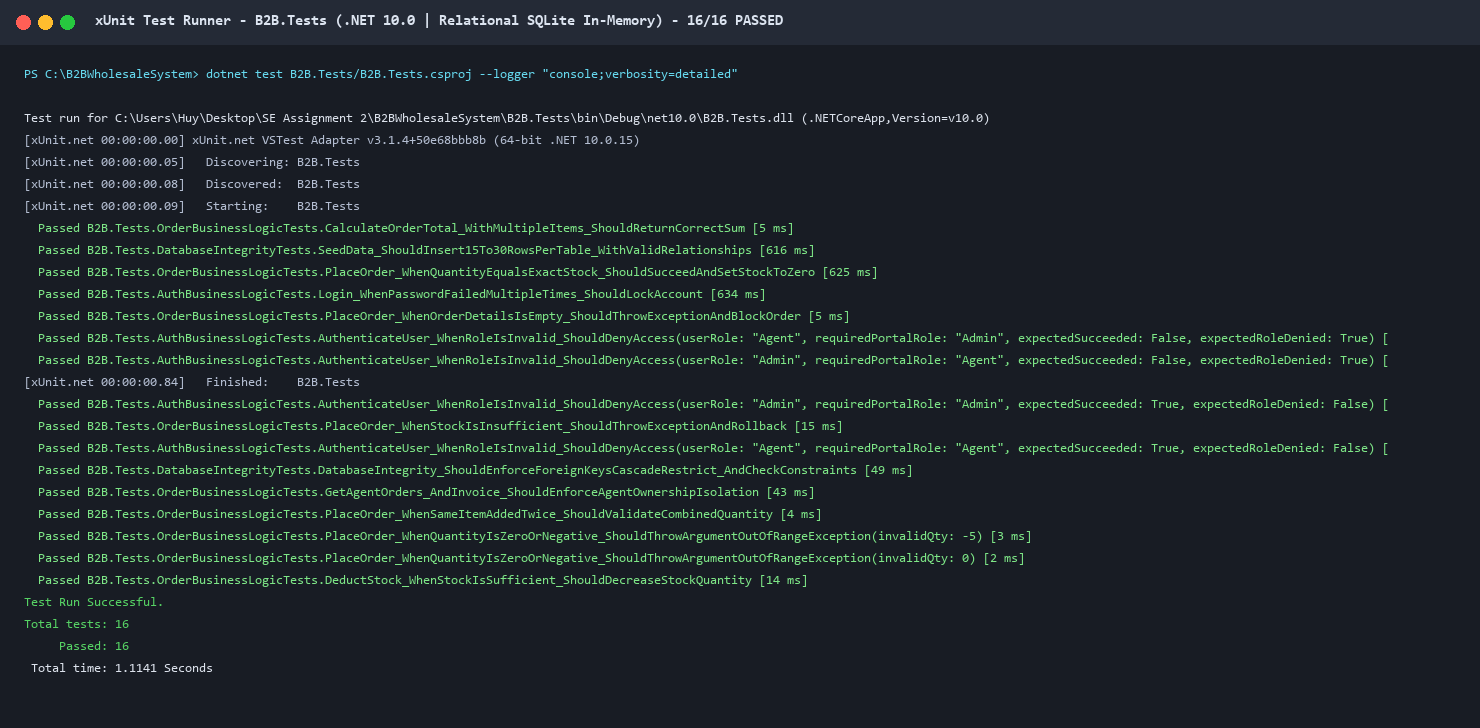 xUnit Test Runner - B2B.Tests (.NET 10.0 | Relational SQLite In-Memory) - 16/16 PASSED
PS C:\B2BWholesaleSystem> dotnet test B2B.Tests/B2B.Tests.csproj --logger "console;verbosity=detailed"
Test run for C:\Users\Huy\Desktop\SE Assignment 2\B2BWholesaleSystem\B2B.Tests\bin\Debug\net10.0\B2B.Tests.dll (.NETCoreApp,Version=v10.0)
[xUnit.net 00:00:00.00] xUnit.net VSTest Adapter v3.1.4+50e68bbb8b (64-bit .NET 10.0.15)
[xUnit.net 00:00:00.05]   Discovering: B2B.Tests
[xUnit.net 00:00:00.08]   Discovered:  B2B.Tests
[xUnit.net 00:00:00.09]   Starting:    B2B.Tests
  Passed B2B.Tests.OrderBusinessLogicTests.CalculateOrderTotal_WithMultipleItems_ShouldReturnCorrectSum [5 ms]
  Passed B2B.Tests.DatabaseIntegrityTests.SeedData_ShouldInsert15To30RowsPerTable_WithValidRelationships [616 ms]
  Passed B2B.Tests.OrderBusinessLogicTests.PlaceOrder_WhenQuantityEqualsExactStock_ShouldSucceedAndSetStockToZero [625 ms]
  Passed B2B.Tests.AuthBusinessLogicTests.Login_WhenPasswordFailedMultipleTimes_ShouldLockAccount [634 ms]
  Passed B2B.Tests.OrderBusinessLogicTests.PlaceOrder_WhenOrderDetailsIsEmpty_ShouldThrowExceptionAndBlockOrder [5 ms]
  Passed B2B.Tests.AuthBusinessLogicTests.AuthenticateUser_WhenRoleIsInvalid_ShouldDenyAccess(userRole: "Agent", requiredPortalRole: "Admin", expectedSucceeded: False, expectedRoleDenied: True) [
  Passed B2B.Tests.AuthBusinessLogicTests.AuthenticateUser_WhenRoleIsInvalid_ShouldDenyAccess(userRole: "Admin", requiredPortalRole: "Agent", expectedSucceeded: False, expectedRoleDenied: True) [
[xUnit.net 00:00:00.84]   Finished:    B2B.Tests
  Passed B2B.Tests.AuthBusinessLogicTests.AuthenticateUser_WhenRoleIsInvalid_ShouldDenyAccess(userRole: "Admin", requiredPortalRole: "Admin", expectedSucceeded: True, expectedRoleDenied: False) [
  Passed B2B.Tests.OrderBusinessLogicTests.PlaceOrder_WhenStockIsInsufficient_ShouldThrowExceptionAndRollback [15 ms]
  Passed B2B.Tests.AuthBusinessLogicTests.AuthenticateUser_WhenRoleIsInvalid_ShouldDenyAccess(userRole: "Agent", requiredPortalRole: "Agent", expectedSucceeded: True, expectedRoleDenied: False) [
  Passed B2B.Tests.DatabaseIntegrityTests.DatabaseIntegrity_ShouldEnforceForeignKeysCascadeRestrict_AndCheckConstraints [49 ms]
  Passed B2B.Tests.OrderBusinessLogicTests.GetAgentOrders_AndInvoice_ShouldEnforceAgentOwnershipIsolation [43 ms]
  Passed B2B.Tests.OrderBusinessLogicTests.PlaceOrder_WhenSameItemAddedTwice_ShouldValidateCombinedQuantity [4 ms]
  Passed B2B.Tests.OrderBusinessLogicTests.PlaceOrder_WhenQuantityIsZeroOrNegative_ShouldThrowArgumentOutOfRangeException(invalidQty: -5) [3 ms]
  Passed B2B.Tests.OrderBusinessLogicTests.PlaceOrder_WhenQuantityIsZeroOrNegative_ShouldThrowArgumentOutOfRangeException(invalidQty: 0) [2 ms]
  Passed B2B.Tests.OrderBusinessLogicTests.DeductStock_WhenStockIsSufficient_ShouldDecreaseStockQuantity [14 ms]
Test Run Successful.
Total tests: 16
     Passed: 16
 Total time: 1.1141 Seconds